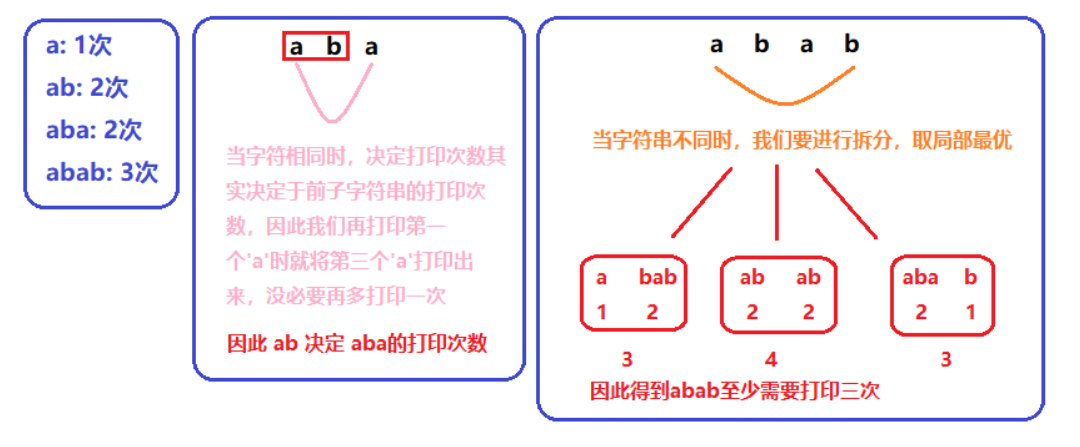 a: 1次
ab: 2次
aba: 2次
abab: 3次
a b a
当字符相同时，决定打印次数其
实决定于前子字符串的打印次
数，因此我们再打印第一
个'a'时就将第三个'a'打印出
来，没必要再多打印一次
因此 ab 决定 aba的打印次数
a b a b
当字符串不同时，我们要进行拆分，取局部最优
a bab
1 2
3
ab ab
2 2
4
aba b
2 1
3
因此得到abab至少需要打印三次